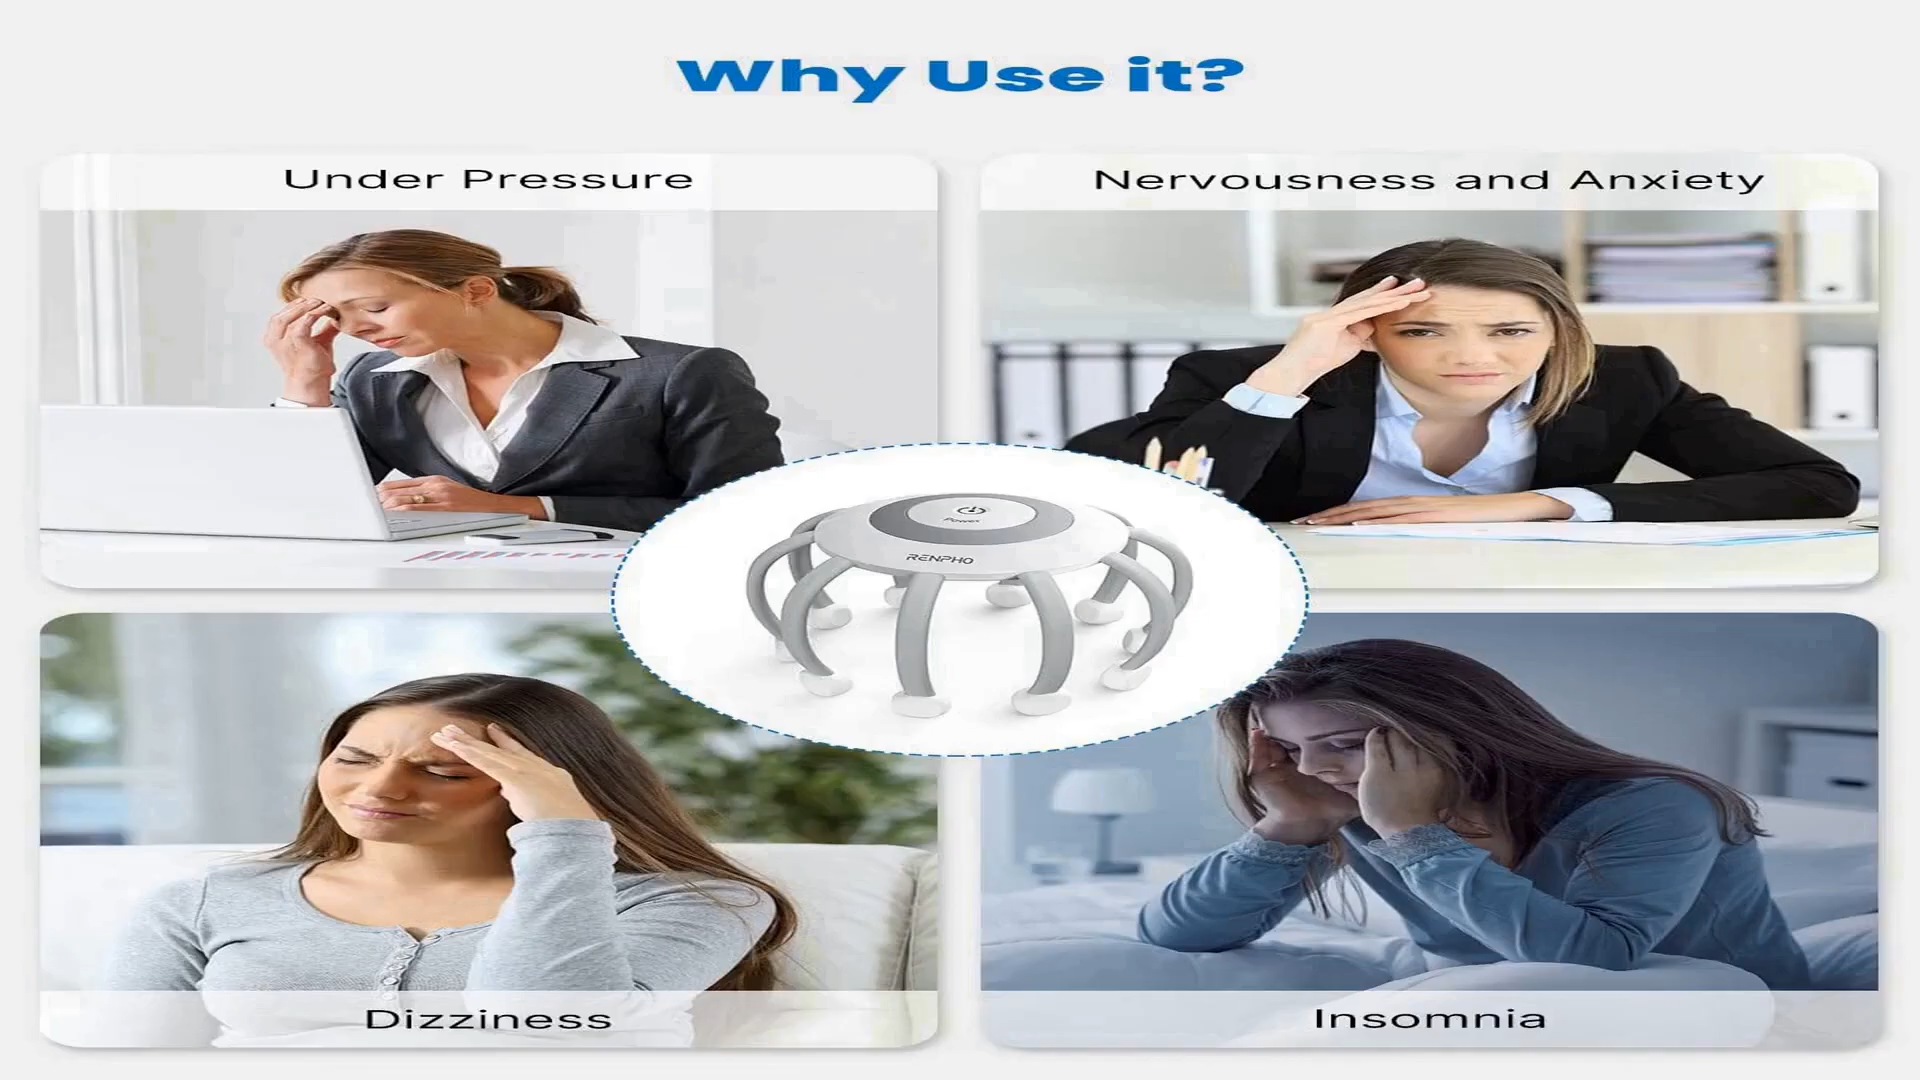 Why Use it?
Under Pressure
Nervousness and Anxiety
Power
RENPHO
Dizziness
Insomnia